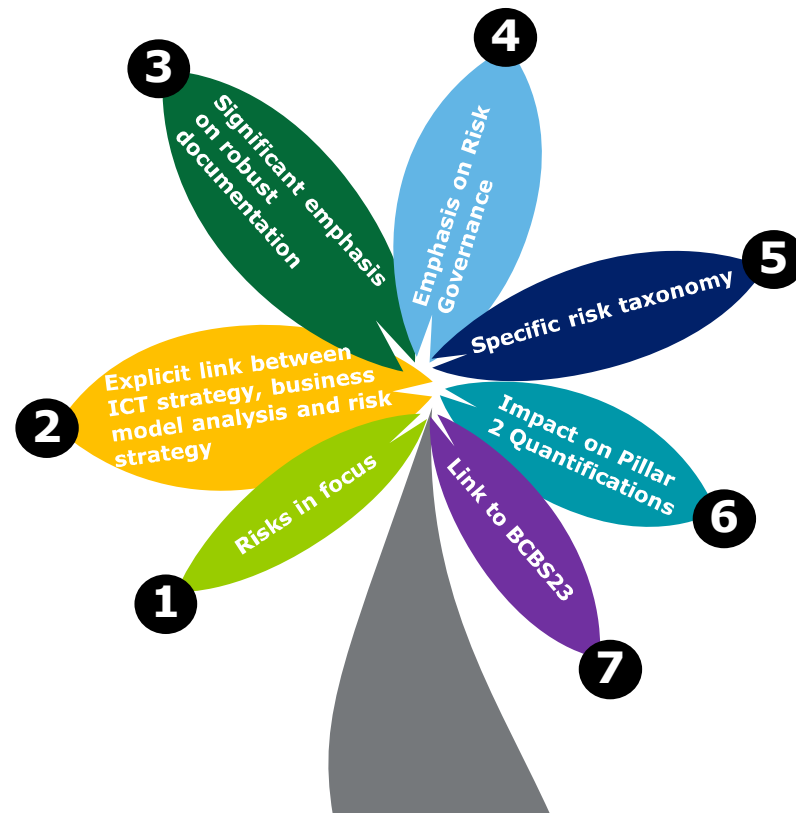 1
Risks in focus
2
Explicit link between
ICT strategy, business
model analysis and risk
strategy
3
Significant emphasis
on robust
documentation
4
Emphasis on Risk
Governance
5
Specific risk taxonomy
6
Impact on Pillar
2 Quantifications
7
Link to BCBS23